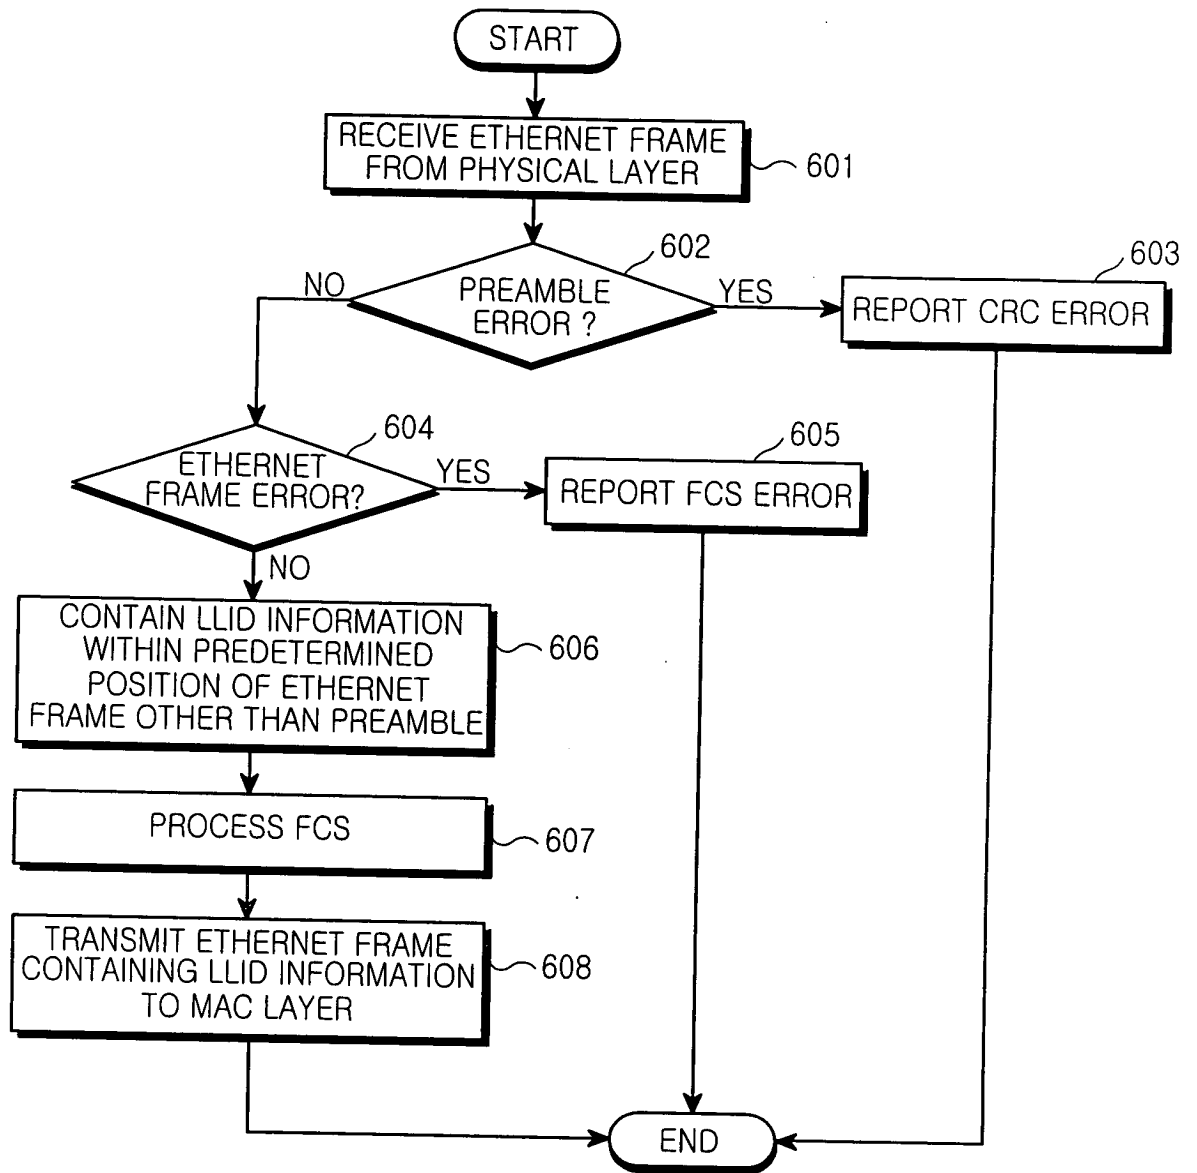 START
RECEIVE ETHERNET FRAME
FROM PHYSICAL LAYER
601
602
PREAMBLE
ERROR ?
NO
YES
603
REPORT CRC ERROR
604
ETHERNET
FRAME ERROR?
YES
605
REPORT FCS ERROR
NO
CONTAIN LLID INFORMATION
WITHIN PREDETERMINED
POSITION OF ETHERNET
FRAME OTHER THAN PREAMBLE
606
PROCESS FCS
607
TRANSMIT ETHERNET FRAME
CONTAINING LLID INFORMATION
TO MAC LAYER
608
END